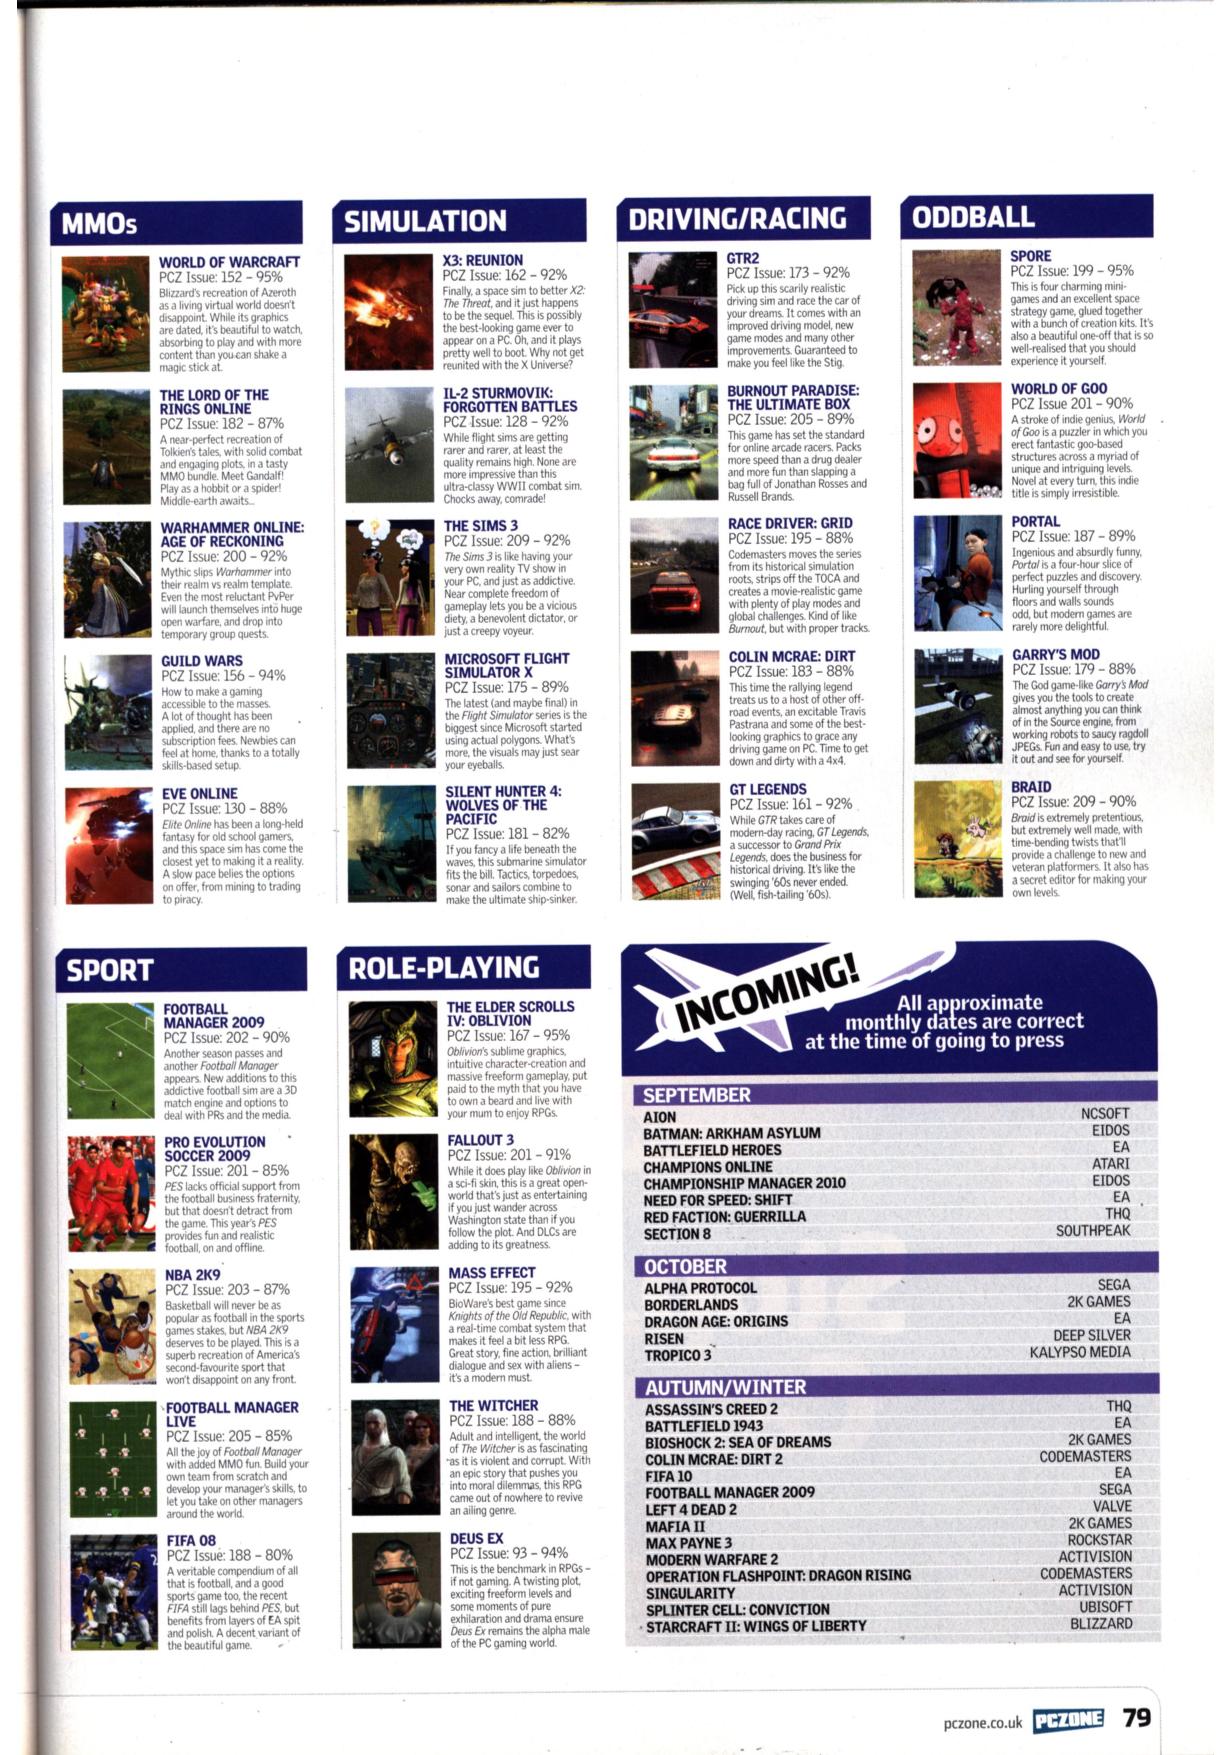 MMOs
WORLD OF WARCRAFT
PCZ Issue: 152 – 95%
Blizzard's recreation of Azeroth
as a living virtual world doesn't
disappoint. While its graphics
are dated, it's beautiful to watch,
absorbing to play and with more
content than you can shake a
magic stick at.
THE LORD OF THE
RINGS ONLINE
PCZ Issue: 182 – 87%
A near-perfect recreation of
Tolkien's tales, with solid combat
and engaging plots, in a tasty
MMO bundle. Meet Gandalf!
Play as a hobbit or a spider!
Middle-earth awaits...
WARHAMMER ONLINE:
AGE OF RECKONING
PCZ Issue: 200 – 92%
Mythic slips Warhammer into
their realm vs realm template.
Even the most reluctant PvPer
will launch themselves into huge
open warfare, and drop into
temporary group quests.
GUILD WARS
PCZ Issue: 156 – 94%
How to make a gaming
accessible to the masses.
A lot of thought has been
applied, and there are no
subscription fees. Newbies can
feel at home, thanks to a totally
skills-based setup.
EVE ONLINE
PCZ Issue: 130 – 88%
Elite Online has been a long-held
fantasy for old school gamers,
and this space sim has come the
closest yet to making it a reality.
A slow pace belies the options
on offer, from mining to trading
to piracy.
SIMULATION
X3: REUNION
PCZ Issue: 162 – 92%
Finally, a space sim to better X2:
The Threat, and it just happens
to be the sequel. This is possibly
the best-looking game ever to
appear on a PC. Oh, and it plays
pretty well to boot. Why not get
reunited with the X Universe?
IL-2 STURMOVIK:
FORGOTTEN BATTLES
PCZ Issue: 128 – 92%
While flight sims are getting
rarer and rarer, at least the
quality remains high. None are
more impressive than this
ultra-classy WWII combat sim.
Chocks away, comrade!
THE SIMS 3
PCZ Issue: 209 – 92%
The Sims 3 is like having your
very own reality TV show in
your PC, and just as addictive.
Near complete freedom of
gameplay lets you be a vicious
diety, a benevolent dictator, or
just a creepy voyeur.
MICROSOFT FLIGHT
SIMULATOR X
PCZ Issue: 175 – 89%
The latest (and maybe final) in
the Flight Simulator series is the
biggest since Microsoft started
using actual polygons. What's
more, the visuals may just sear
your eyeballs.
SILENT HUNTER 4:
WOLVES OF THE
PACIFIC
PCZ Issue: 181 – 82%
If you fancy a life beneath the
waves, this submarine simulator
fits the bill. Tactics, torpedoes,
sonar and sailors combine to
make the ultimate ship-sinker.
DRIVING/RACING
GTR2
PCZ Issue: 173 – 92%
Pick up this scarily realistic
driving sim and race the car of
your dreams. It comes with an
improved driving model, new
game modes and many other
improvements. Guaranteed to
make you feel like the Stig.
BURNOUT PARADISE:
THE ULTIMATE BOX
PCZ Issue: 205 – 89%
This game has set the standard
for online arcade racers. Packs
more speed than a drug dealer
and more fun than slapping a
bag full of Jonathan Rosses and
Russell Brands.
RACE DRIVER: GRID
PCZ Issue: 195 – 88%
Codemasters moves the series
from its historical simulation
roots, strips off the TOCA and
creates a movie-realistic game
with plenty of play modes and
global challenges. Kind of like
Burnout, but with proper tracks.
COLIN MCRAE: DIRT
PCZ Issue: 183 – 88%
This time the rallying legend
treats us to a host of other off-
road events, an excitable Travis
Pastrana and some of the best-
looking graphics to grace any
driving game on PC. Time to get
down and dirty with a 4x4.
GT LEGENDS
PCZ Issue: 161 – 92%
While GTR takes care of
modern-day racing, GT Legends,
a successor to Grand Prix
Legends, does the business for
historical driving. It's like the
swinging '60s never ended.
(Well, fish-tailing '60s).
ODDBALL
SPORE
PCZ Issue: 199 – 95%
This is four charming mini-
games and an excellent space
strategy game, glued together
with a bunch of creation kits. It's
also a beautiful one-off that is so
well-realised that you should
experience it yourself.
WORLD OF GOO
PCZ Issue 201 – 90%
A stroke of indie genius, World
of Goo is a puzzler in which you
erect fantastic goo-based
structures across a myriad of
unique and intriguing levels.
Novel at every turn, this indie
title is simply irresistible.
PORTAL
PCZ Issue: 187 – 89%
Ingenious and absurdly funny,
Portal is a four-hour slice of
perfect puzzles and discovery.
Hurling yourself through
floors and walls sounds
odd, but modern games are
rarely more delightful.
GARRY'S MOD
PCZ Issue: 179 – 88%
The God game-like Garry's Mod
gives you the tools to create
almost anything you can think
of in the Source engine, from
working robots to saucy ragdoll
JPEGs. Fun and easy to use, try
it out and see for yourself.
BRAID
PCZ Issue: 209 – 90%
Braid is extremely pretentious,
but extremely well made, with
time-bending twists that'll
provide a challenge to new and
veteran platformers. It also has
a secret editor for making your
own levels.
SPORT
FOOTBALL
MANAGER 2009
PCZ Issue: 202 – 90%
Another season passes and
another Football Manager
appears. New additions to this
addictive football sim are a 3D
match engine and options to
deal with PRs and the media.
PRO EVOLUTION
SOCCER 2009
PCZ Issue: 201 – 85%
PES lacks official support from
the football business fraternity,
but that doesn't detract from
the game. This year's PES
provides fun and realistic
football, on and offline.
NBA 2K9
PCZ Issue: 203 – 87%
Basketball will never be as
popular as football in the sports
games stakes, but NBA 2K9
deserves to be played. This is a
superb recreation of America's
second-favourite sport that
won't disappoint on any front.
FOOTBALL MANAGER
LIVE
PCZ Issue: 205 – 85%
All the joy of Football Manager
with added MMO fun. Build your
own team from scratch and
develop your manager's skills, to
let you take on other managers
around the world.
FIFA 08
PCZ Issue: 188 – 80%
A veritable compendium of all
that is football, and a good
sports game too, the recent
FIFA still lags behind PES, but
benefits from layers of EA spit
and polish. A decent variant of
the beautiful game.
ROLE-PLAYING
THE ELDER SCROLLS
IV: OBLIVION
PCZ Issue: 167 – 95%
Oblivion's sublime graphics,
intuitive character-creation and
massive freeform gameplay, put
paid to the myth that you have
to own a beard and live with
your mum to enjoy RPGs.
FALLOUT 3
PCZ Issue: 201 – 91%
While it does play like Oblivion in
a sci-fi skin, this is a great open-
world that's just as entertaining
if you just wander across
Washington state than if you
follow the plot. And DLCs are
adding to its greatness.
MASS EFFECT
PCZ Issue: 195 – 92%
BioWare's best game since
Knights of the Old Republic, with
a real-time combat system that
makes it feel a bit less RPG.
Great story, fine action, brilliant
dialogue and sex with aliens –
it's a modern must.
THE WITCHER
PCZ Issue: 188 – 88%
Adult and intelligent, the world
of The Witcher is as fascinating
as it is violent and corrupt. With
an epic story that pushes you
into moral dilemmas, this RPG
came out of nowhere to revive
an ailing genre.
DEUS EX
PCZ Issue: 93 – 94%
This is the benchmark in RPGs –
if not gaming. A twisting plot,
exciting freeform levels and
some moments of pure
exhilaration and drama ensure
Deus Ex remains the alpha male
of the PC gaming world.
INCOMING!
All approximate
monthly dates are correct
at the time of going to press
SEPTEMBER
AION NCSOFT
BATMAN: ARKHAM ASYLUM EIDOS
BATTLEFIELD HEROES EA
CHAMPIONS ONLINE ATARI
CHAMPIONSHIP MANAGER 2010 EIDOS
NEED FOR SPEED: SHIFT EA
RED FACTION: GUERRILLA THQ
SECTION 8 SOUTHPEAK
OCTOBER
ALPHA PROTOCOL SEGA
BORDERLANDS 2K GAMES
DRAGON AGE: ORIGINS EA
RISEN DEEP SILVER
TROPICO 3 KALYPSO MEDIA
AUTUMN/WINTER
ASSASSIN'S CREED 2 THQ
BATTLEFIELD 1943 EA
BIOSHOCK 2: SEA OF DREAMS 2K GAMES
COLIN MCRAE: DIRT 2 CODEMASTERS
FIFA 10 EA
FOOTBALL MANAGER 2009 SEGA
LEFT 4 DEAD 2 VALVE
MAFIA II 2K GAMES
MAX PAYNE 3 ROCKSTAR
MODERN WARFARE 2 ACTIVISION
OPERATION FLASHPOINT: DRAGON RISING CODEMASTERS
SINGULARITY ACTIVISION
SPLINTER CELL: CONVICTION UBISOFT
STARCRAFT II: WINGS OF LIBERTY BLIZZARD
pczone.co.uk PCZONE 79